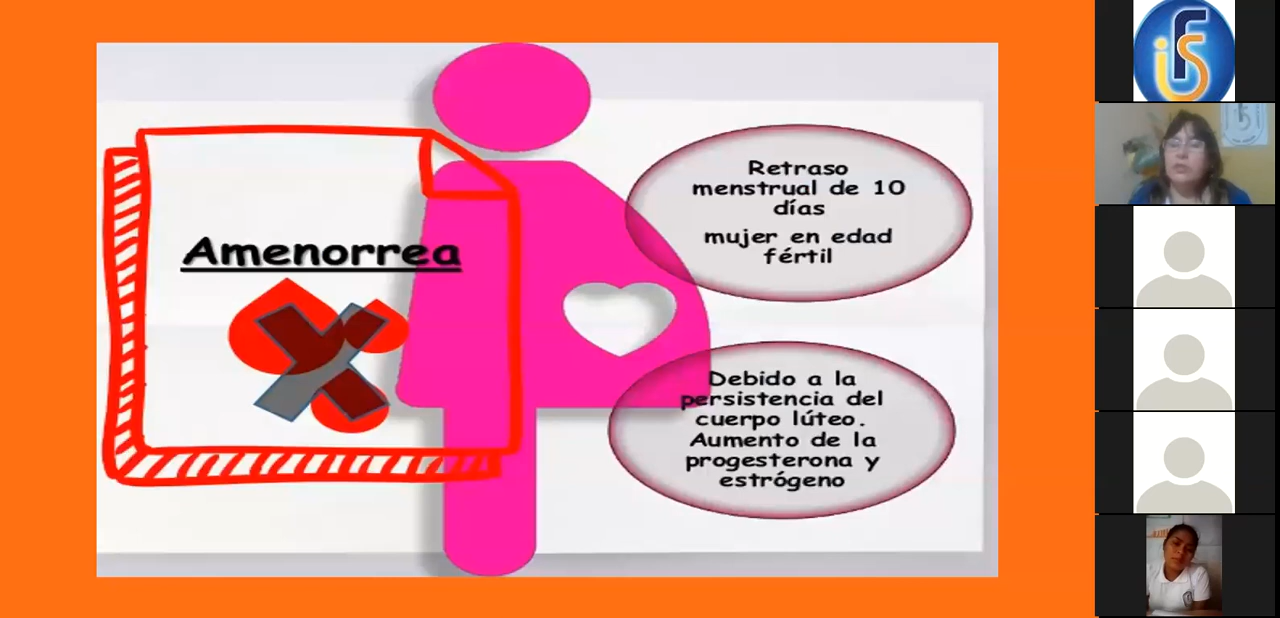 Amenorrea
Retraso
menstrual de 10
días
mujer en edad
fértil
Debido a la
persistencia del
cuerpo lúteo.
Aumento de la
progesterona y
estrógeno
ifs